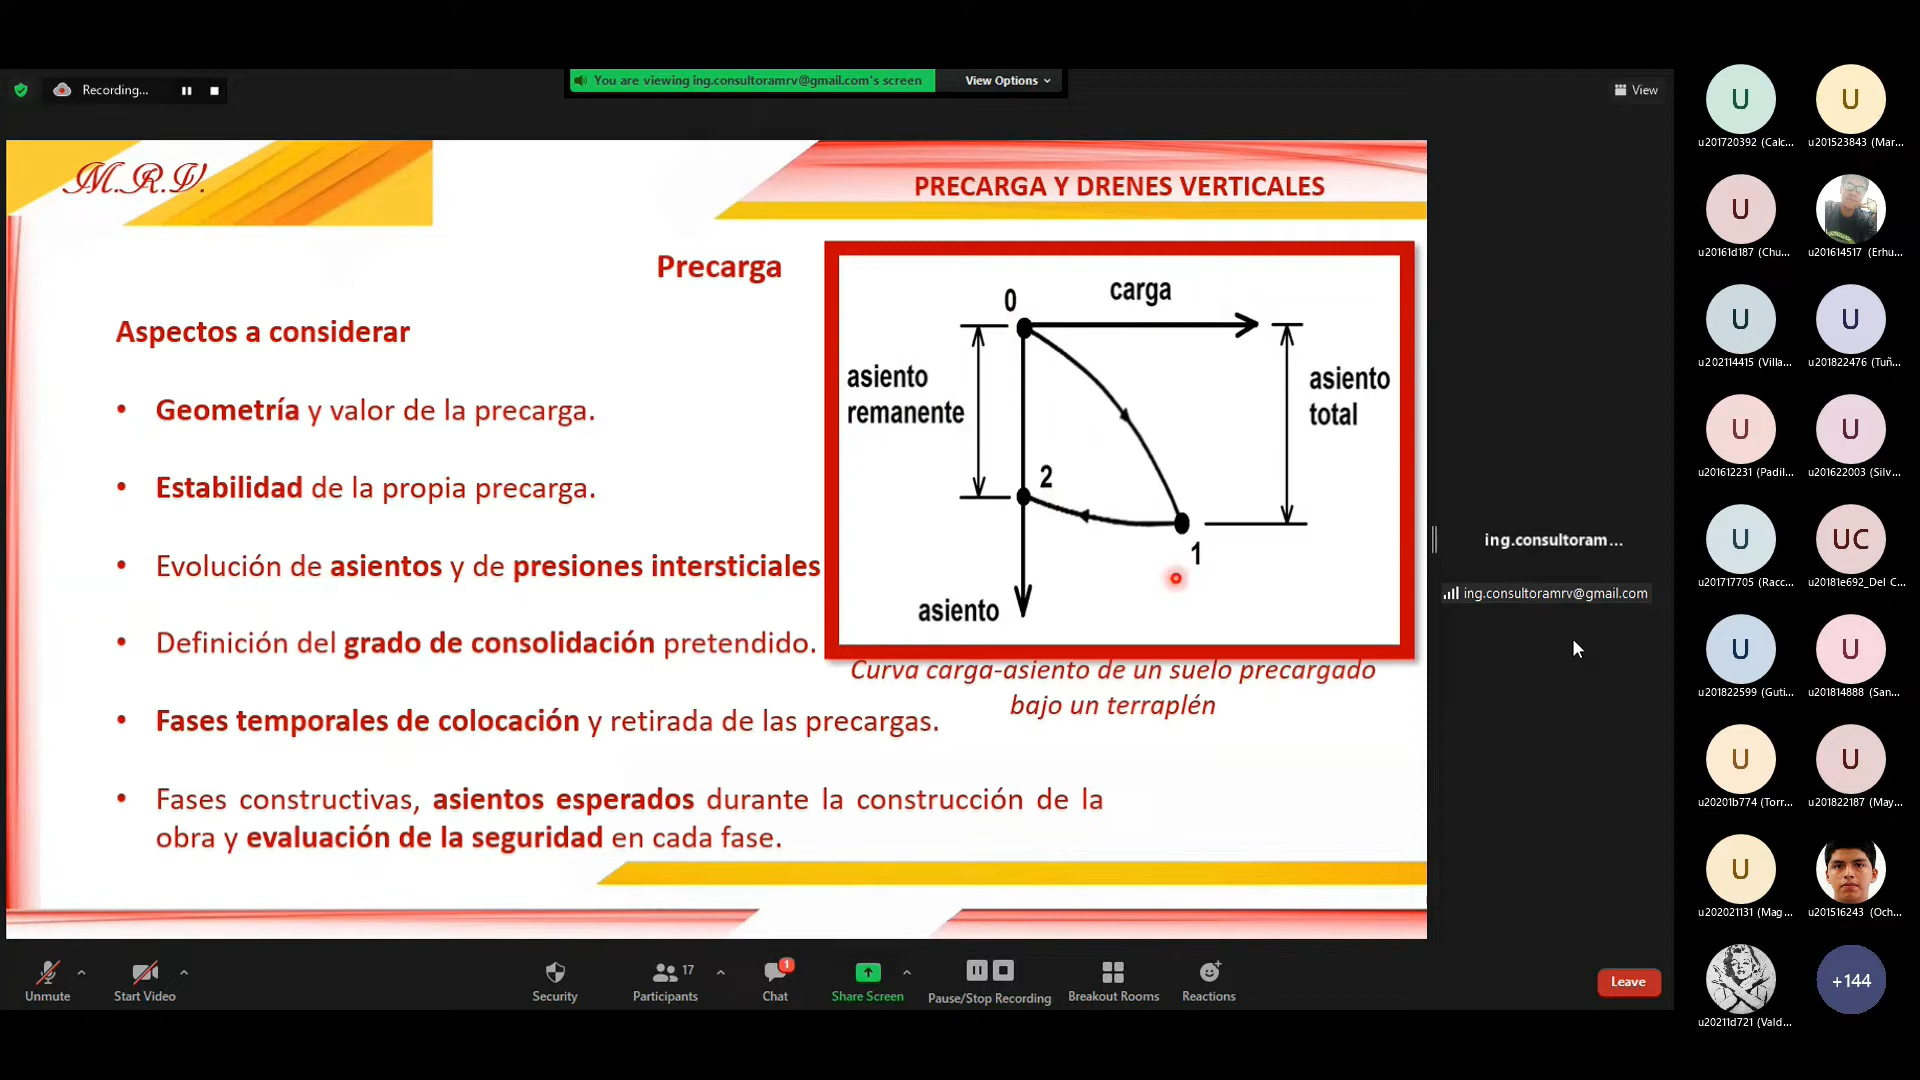 You are viewing ing.consultoramrv@gmail.com's screen
View Options
Recording...
View
M.R.V.
PRECARGA Y DRENES VERTICALES
Precarga
Aspectos a considerar
• Geometría y valor de la precarga.
• Estabilidad de la propia precarga.
• Evolución de asientos y de presiones intersticiales
• Definición del grado de consolidación pretendido.
• Fases temporales de colocación y retirada de las precargas.
• Fases constructivas, asientos esperados durante la construcción de la
obra y evaluación de la seguridad en cada fase.
0
carga
asiento
remanente
asiento
total
2
1
asiento
Curva carga-asiento de un suelo precargado
bajo un terraplén
ing.consultoram...
ing.consultoramrv@gmail.com
Unmute
Start Video
Security
17
Participants
1
Chat
Share Screen
Pause/Stop Recording
Breakout Rooms
Reactions
Leave
U
u201720392 (Calc...
U
u201523843 (Mar...
U
u20161d187 (Chu...
u201614517 (Erhu...
U
u202114415 (Villa...
U
u201822476 (Tuñ...
U
u201612231 (Padil...
U
u201622003 (Silv...
U
u201717705 (Racc...
UC
u20181e692_Del C...
U
u201822599 (Guti...
U
u201814888 (San...
U
u20201b774 (Torr...
U
u201822187 (May...
U
u202021131 (Mag...
u201516243 (Och...
u20211d721 (Vald...
+144